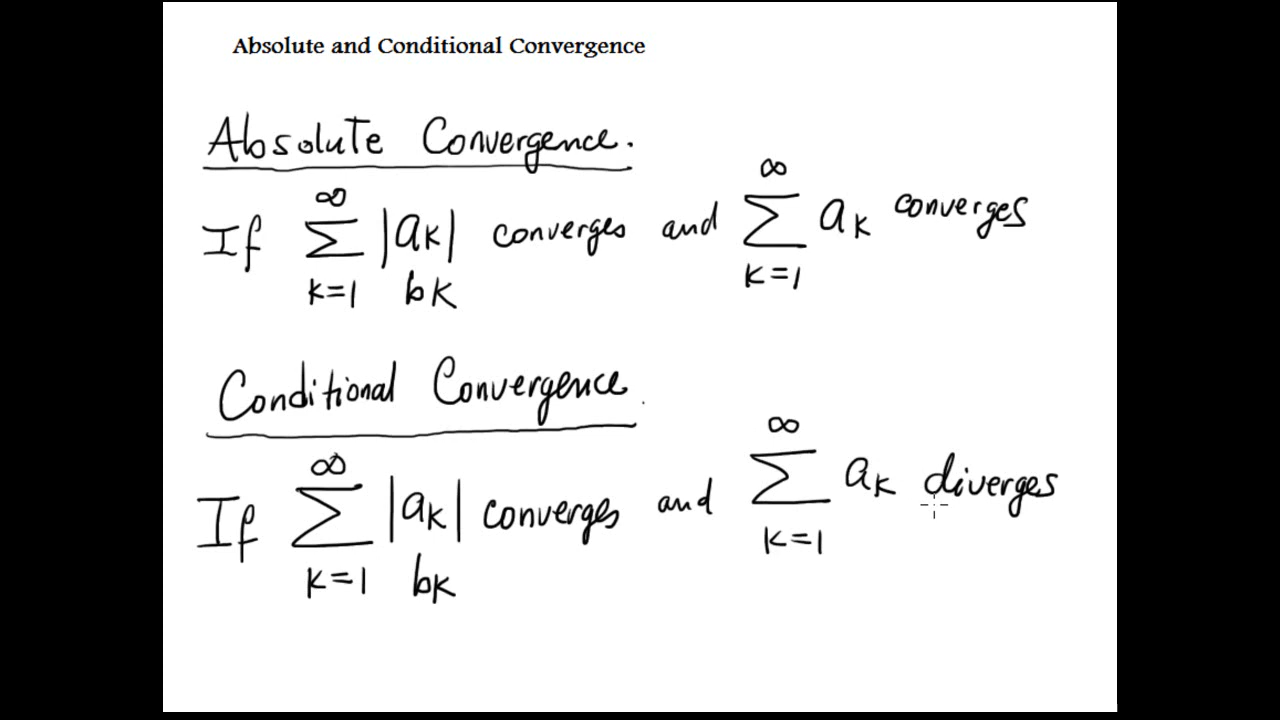 Absolute and Conditional Convergence
Absolute Convergence.
If ∞ ∑ k=1 |ak| converges and ∞ ∑ k=1 ak converges
bk
Conditional Convergence.
If ∞ ∑ k=1 |ak| converges and ∞ ∑ k=1 ak diverges
bk